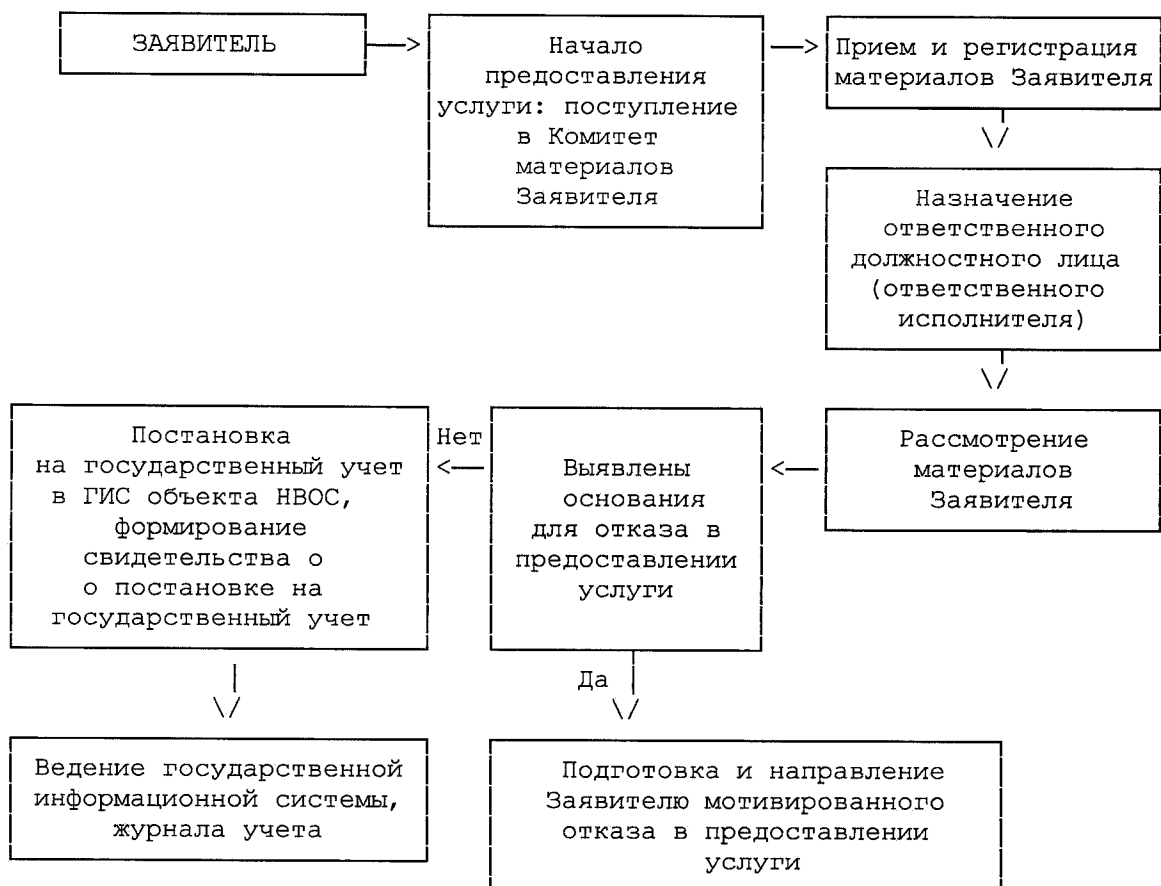 ЗАЯВИТЕЛЬ
Начало
предоставления
услуги: поступление
в Комитет
материалов
Заявителя
Прием и регистрация
материалов Заявителя
Назначение
ответственного
должностного лица
(ответственного
исполнителя)
Рассмотрение
материалов
Заявителя
Выявлены
основания
для отказа в
предоставлении
услуги
Нет
Постановка
на государственный учет
в ГИС объекта НВОС,
формирование
свидетельства о
о постановке на
государственный учет
Да
Ведение государственной
информационной системы,
журнала учета
Подготовка и направление
Заявителю мотивированного
отказа в предоставлении
услуги